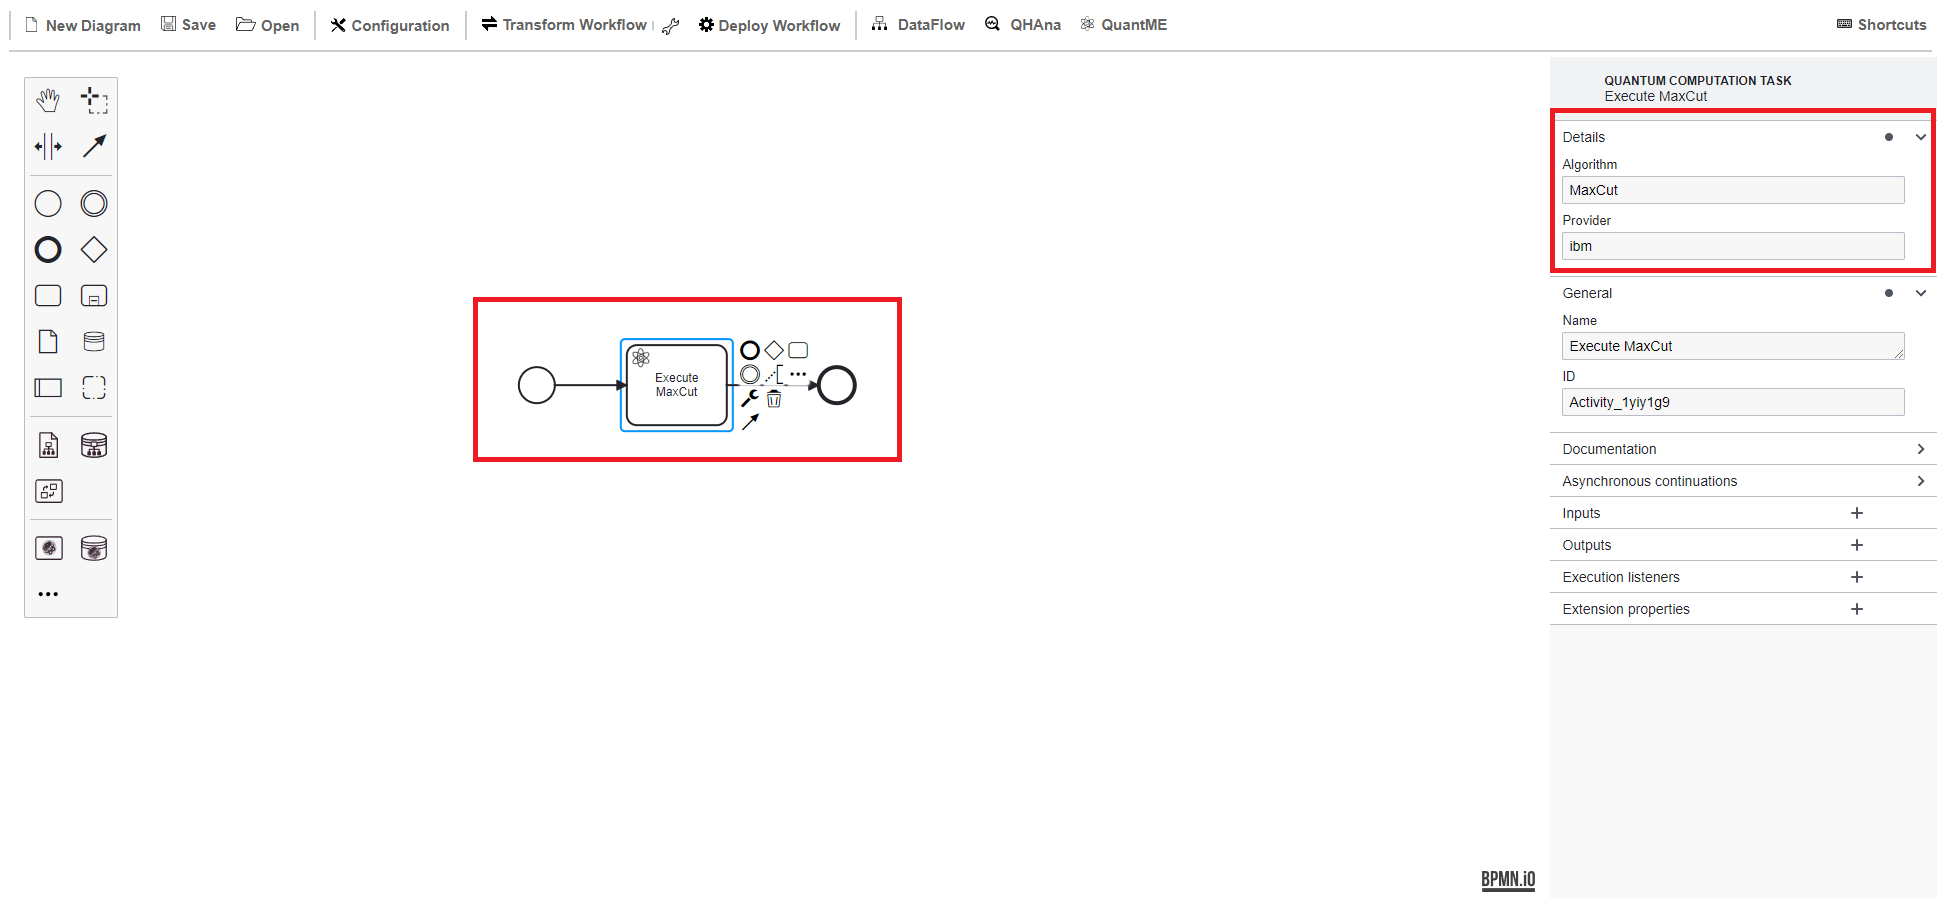 New Diagram Save Open Configuration Transform Workflow Deploy Workflow DataFlow QHAna QuantME Shortcuts
QUANTUM COMPUTATION TASK
Execute MaxCut
Details
Algorithm
MaxCut
Provider
ibm
General
Name
Execute MaxCut
ID
Activity_1yiy1g9
Documentation
Asynchronous continuations
Inputs
Outputs
Execution listeners
Extension properties
Execute
MaxCut
BPMN.iO